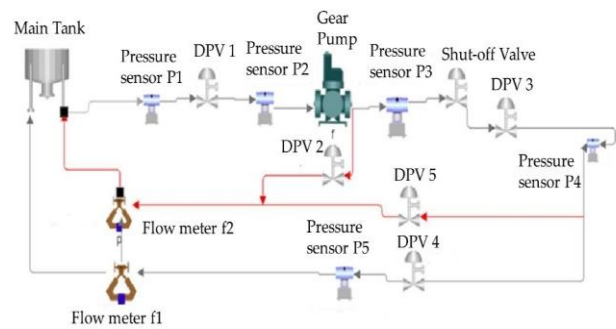 Main Tank
Pressure
sensor P1
DPV 1
Pressure
sensor P2
Gear
Pump
Pressure
sensor P3
Shut-off Valve
DPV 3
DPV 2
Pressure
sensor P4
DPV 5
Flow meter f2
Pressure
sensor P5
DPV 4
Flow meter f1